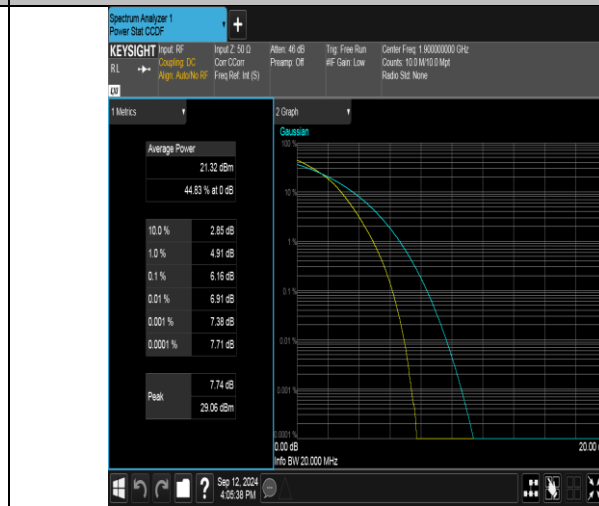 Spectrum Analyzer 1
Power Stat CCDF
+
KEYSIGHT
RL
Input: RF
Coupling: DC
Align: Auto/No RF
Input Z: 50 Ω
Corr CCorr
Freq Ref: Int (S)
Atten: 46 dB
Preamp: Off
Trig: Free Run
#IF Gain: Low
Center Freq: 1.900000000 GHz
Counts: 10.0 M/10.0 Mpt
Radio Std: None
1 Metrics
Average Power
21.32 dBm
44.83 % at 0 dB
10.0 % 2.85 dB
1.0 % 4.91 dB
0.1 % 6.16 dB
0.01 % 6.91 dB
0.001 % 7.38 dB
0.0001 % 7.71 dB
Peak
7.74 dB
29.06 dBm
2 Graph
Gaussian
100 %
10 %
1 %
0.1 %
0.01 %
0.001 %
0.0001 %
0.00 dB
20.00
Info BW 20.000 MHz
?
Sep 12, 2024
4:05:38 PM